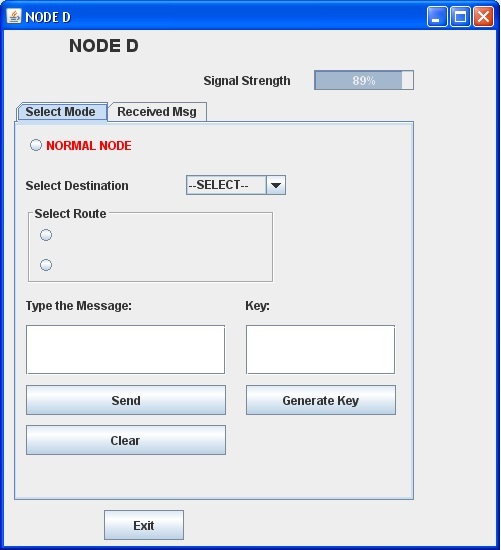 NODE D
NODE D
Signal Strength 89%
Select Mode Received Msg
NORMAL NODE
Select Destination --SELECT--
Select Route
Type the Message: Key:
Send Generate Key
Clear
Exit